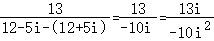 13/(12-5i-(12+5i)) = 13/(-10i) = 13i/(-10i²)